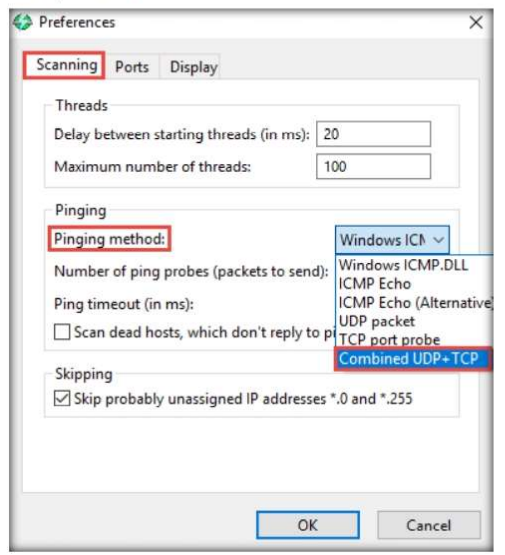 Preferences
Scanning Ports Display
Threads
Delay between starting threads (in ms): 20
Maximum number of threads: 100
Pinging
Pinging method: Windows ICM
Number of ping probes (packets to send):
Windows ICMP.DLL
ICMP Echo
Ping timeout (in ms):
ICMP Echo (Alternative)
UDP packet
Scan dead hosts, which don't reply to pi
TCP port probe
Combined UDP+TCP
Skipping
Skip probably unassigned IP addresses *.0 and *.255
OK Cancel